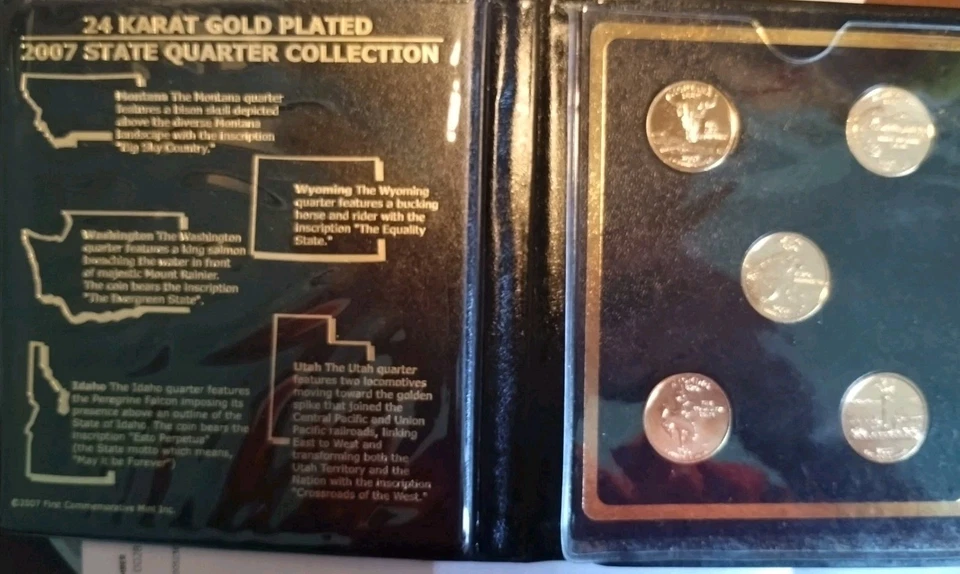 24 KARAT GOLD PLATED
2007 STATE QUARTER COLLECTION
Montana The Montana quarter
features a bison skull depicted
above the diverse Montana
landscape with the inscription
"Big Sky Country."
Wyoming The Wyoming
quarter features a bucking
horse and rider with the
inscription "The Equality
State."
Washington The Washington
quarter features a king salmon
breaching the water in front
of majestic Mount Rainier.
The coin bears the inscription
"The Evergreen State".
Idaho The Idaho quarter features
the Peregrine Falcon imposing its
presence above an outline of the
State of Idaho. The coin bears the
inscription "Esto Perpetua"
(the State motto which means,
"May it be Forever")
Utah The Utah quarter
features two locomotives
moving toward the golden
spike that joined the
Central Pacific and Union
Pacific railroads, linking
East to West and
transforming both the
Utah Territory and the
Nation with the inscription
"Crossroads of the West."
©2007 First Commemorative Mint Inc.